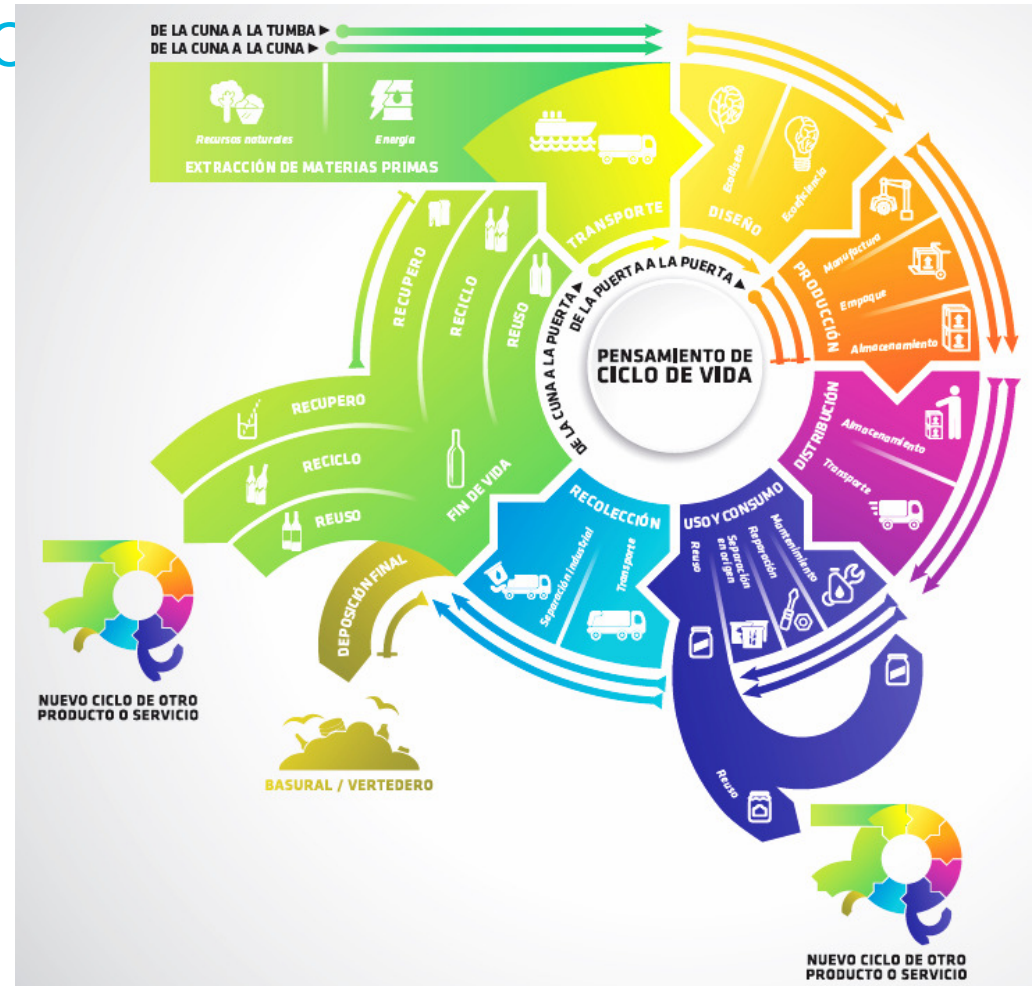 DE LA CUNA A LA TUMBA ▶
DE LA CUNA A LA CUNA ▶
Recursos naturales
Energía
EXTRACCIÓN DE MATERIAS PRIMAS
TRANSPORTE
Ecodiseño
Ecoeficiencia
DISEÑO
PRODUCCIÓN
Manufactura
Empaque
Almacenamiento
DE LA CUNA A LA PUERTA ▶
DE LA PUERTA A LA PUERTA ▶
PENSAMIENTO DE
CICLO DE VIDA
DISTRIBUCIÓN
Almacenamiento
Transporte
USO Y CONSUMO
Reuso
Separación
en origen
Reparación
Mantenimiento
Reuso
RECOLECCIÓN
Separación Industrial
Transporte
FIN DE VIDA
RECUPERO
RECICLO
REUSO
RECUPERO
RECICLO
REUSO
DEPOSICIÓN FINAL
BASURAL / VERTEDERO
NUEVO CICLO DE OTRO
PRODUCTO O SERVICIO
NUEVO CICLO DE OTRO
PRODUCTO O SERVICIO